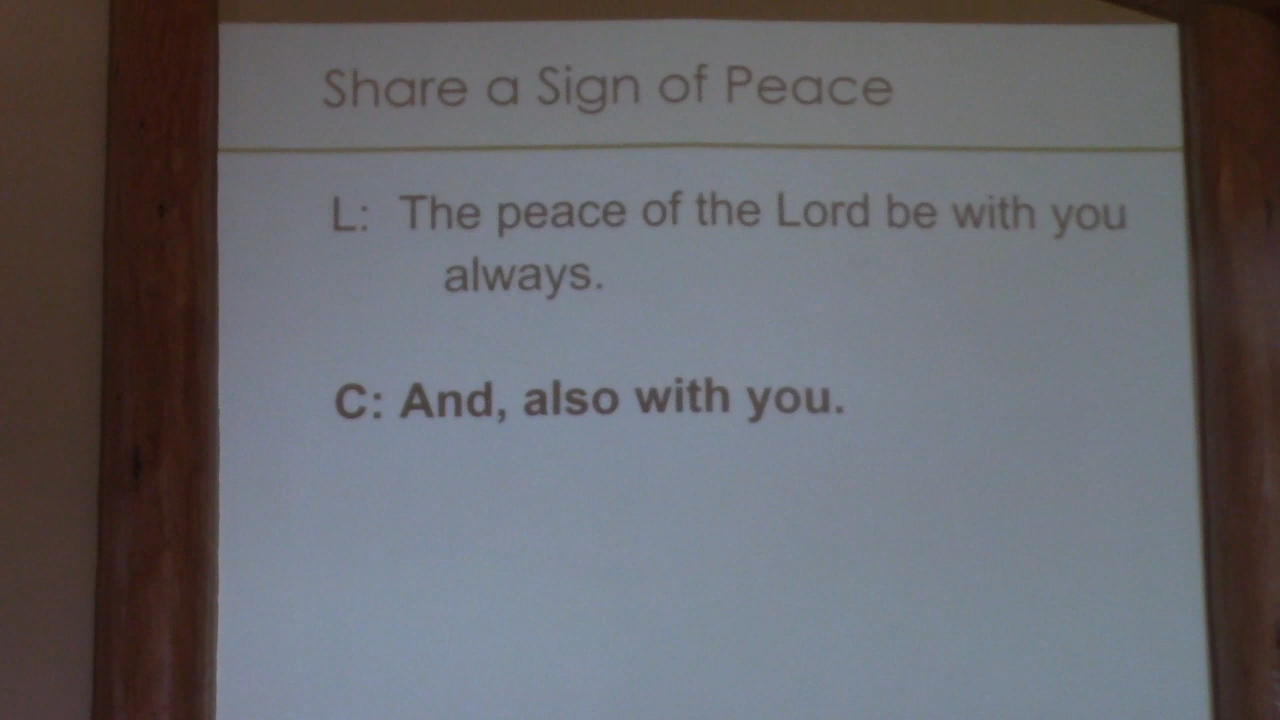 Share a Sign of Peace
L: The peace of the Lord be with you
always.
C: And, also with you.